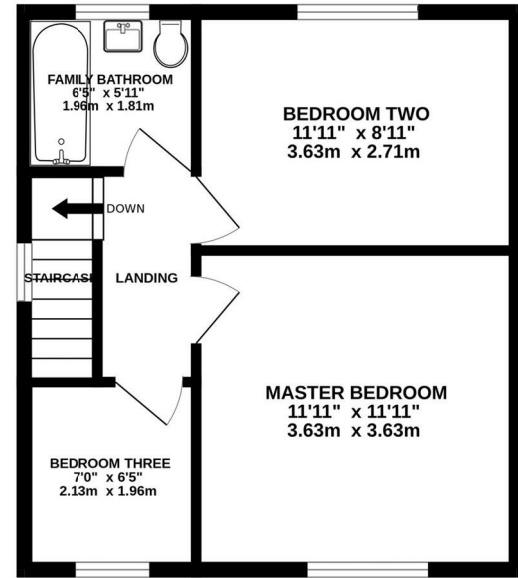 FAMILY BATHROOM
6'5" x 5'11"
1.96m x 1.81m
BEDROOM TWO
11'11" x 8'11"
3.63m x 2.71m
DOWN
STAIRCASE
LANDING
MASTER BEDROOM
11'11" x 11'11"
3.63m x 3.63m
BEDROOM THREE
7'0" x 6'5"
2.13m x 1.96m